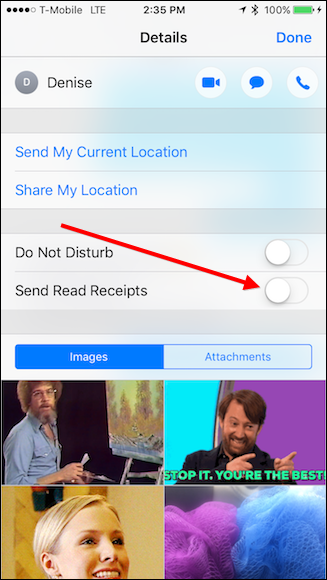 T-Mobile LTE 2:35 PM 100%
Details Done
D Denise
Send My Current Location
Share My Location
Do Not Disturb
Send Read Receipts
Images Attachments
STOP IT. YOU'RE THE BEST!